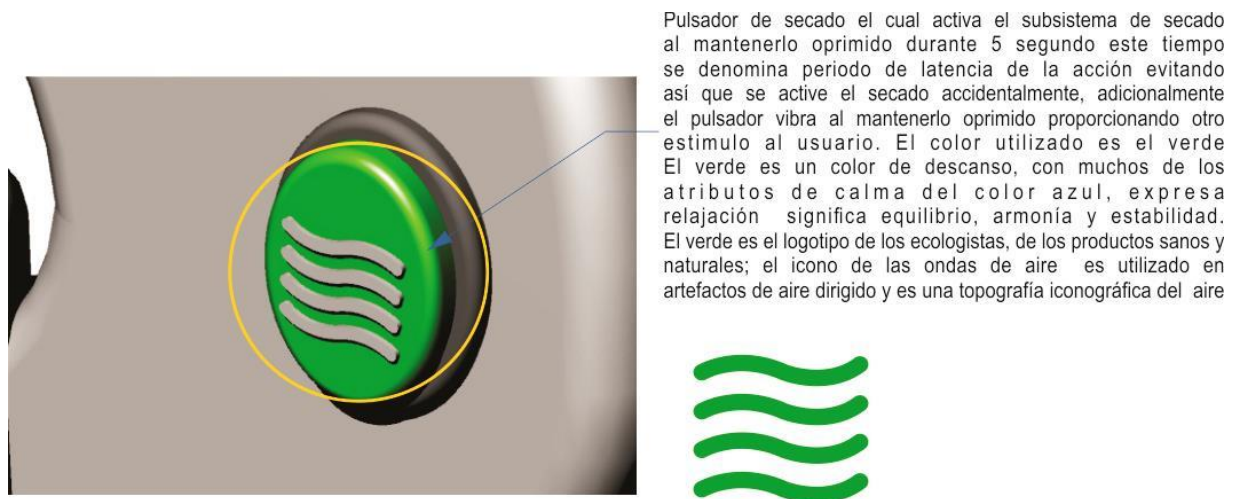 Pulsador de secado el cual activa el subsistema de secado
al mantenerlo oprimido durante 5 segundo este tiempo
se denomina periodo de latencia de la acción evitando
así que se active el secado accidentalmente, adicionalmente
el pulsador vibra al mantenerlo oprimido proporcionando otro
estimulo al usuario. El color utilizado es el verde
El verde es un color de descanso, con muchos de los
atributos de calma del color azul, expresa
relajación significa equilibrio, armonía y estabilidad.
El verde es el logotipo de los ecologistas, de los productos sanos y
naturales; el icono de las ondas de aire es utilizado en
artefactos de aire dirigido y es una topografía iconográfica del aire